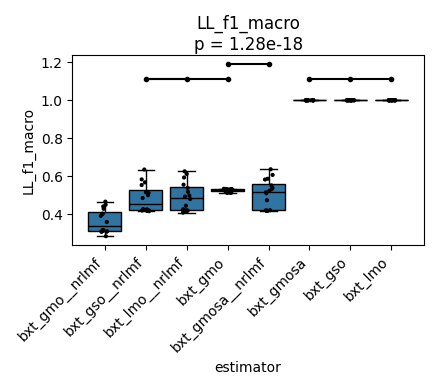 LL_f1_macro
p = 1.28e-18
LL_f1_macro
1.2
1.0
0.8
0.6
0.4
bxt_gmo__nrlmf
bxt_gso__nrlmf
bxt_lmo__nrlmf
bxt_gmo
bxt_gmosa__nrlmf
bxt_gmosa
bxt_gso
bxt_lmo
estimator